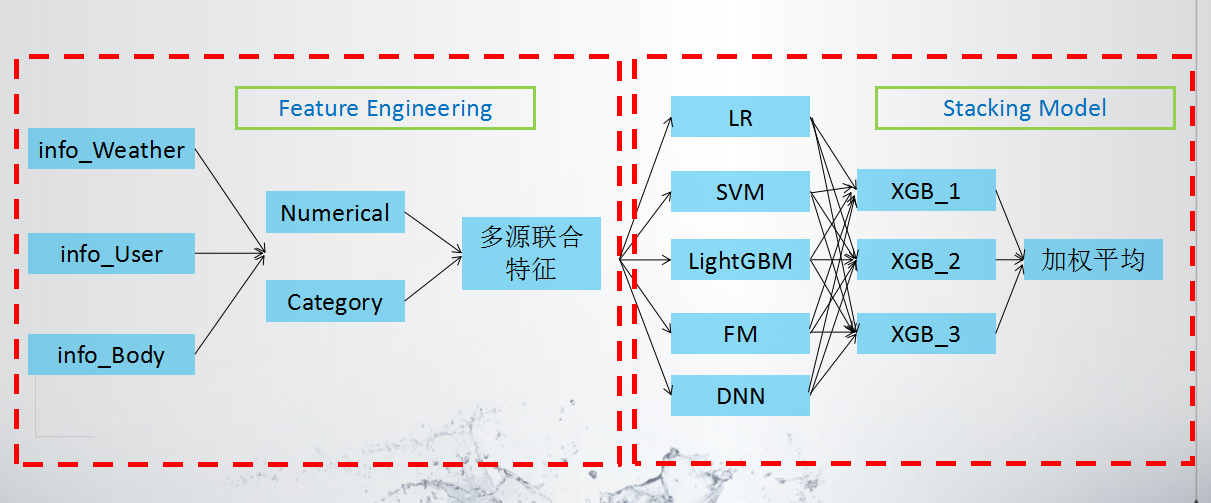 Feature Engineering
info_Weather
info_User
info_Body
Numerical
Category
多源联合
特征
Stacking Model
LR
SVM
LightGBM
FM
DNN
XGB_1
XGB_2
XGB_3
加权平均